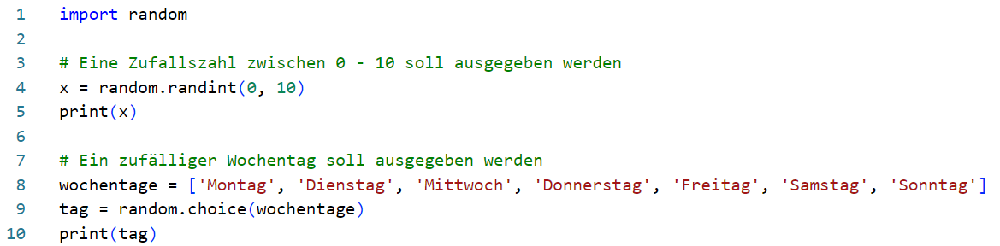 1 import random
2
3 # Eine Zufallszahl zwischen 0 - 10 soll ausgegeben werden
4 x = random.randint(0, 10)
5 print(x)
6
7 # Ein zufälliger Wochentag soll ausgegeben werden
8 wochentage = ['Montag', 'Dienstag', 'Mittwoch', 'Donnerstag', 'Freitag', 'Samstag', 'Sonntag']
9 tag = random.choice(wochentage)
10 print(tag)